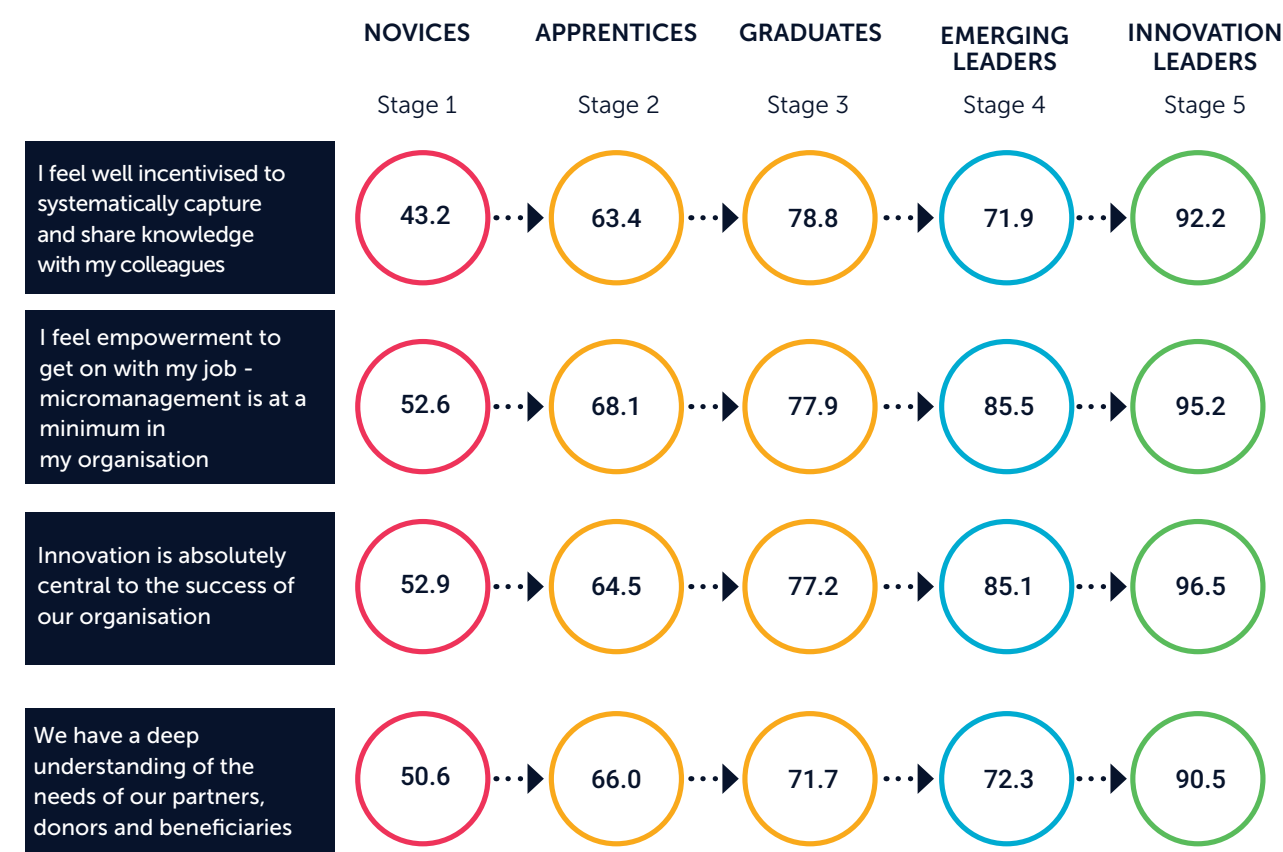 NOVICES APPRENTICES GRADUATES EMERGING LEADERS INNOVATION LEADERS
Stage 1 Stage 2 Stage 3 Stage 4 Stage 5
I feel well incentivised to
systematically capture
and share knowledge
with my colleagues
43.2 63.4 78.8 71.9 92.2
I feel empowerment to
get on with my job -
micromanagement is at a
minimum in
my organisation
52.6 68.1 77.9 85.5 95.2
Innovation is absolutely
central to the success of
our organisation
52.9 64.5 77.2 85.1 96.5
We have a deep
understanding of the
needs of our partners,
donors and beneficiaries
50.6 66.0 71.7 72.3 90.5